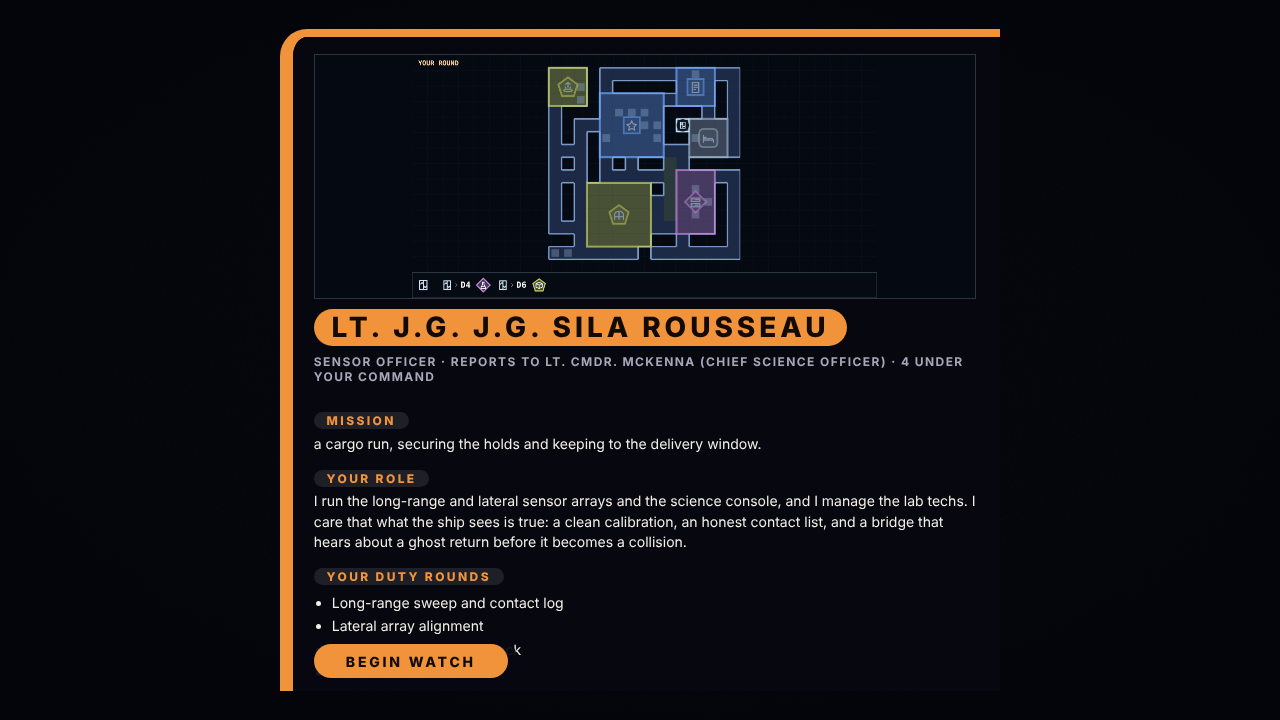 YOUR ROUND
D4 D6
LT. J.G. J.G. SILA ROUSSEAU
SENSOR OFFICER · REPORTS TO LT. CMDR. MCKENNA (CHIEF SCIENCE OFFICER) · 4 UNDER
YOUR COMMAND
MISSION
a cargo run, securing the holds and keeping to the delivery window.
YOUR ROLE
I run the long-range and lateral sensor arrays and the science console, and I manage the lab techs. I
care that what the ship sees is true: a clean calibration, an honest contact list, and a bridge that
hears about a ghost return before it becomes a collision.
YOUR DUTY ROUNDS
• Long-range sweep and contact log
• Lateral array alignment
BEGIN WATCH